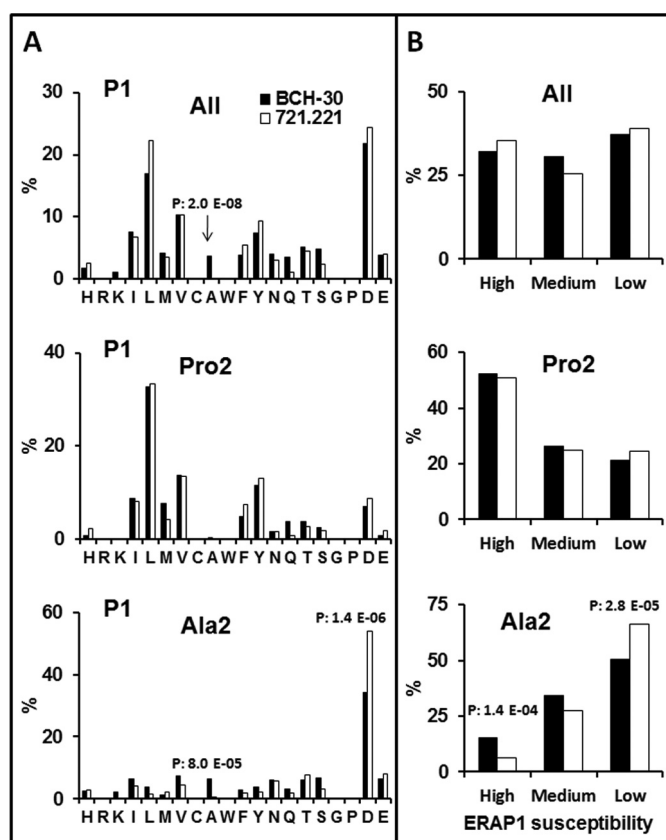 A
P1
All
BCH-30
721.221
30
20
10
0
%
P: 2.0 E-08
H R K I L M V C A W F Y N Q T S G P D E
P1
Pro2
40
20
0
%
H R K I L M V C A W F Y N Q T S G P D E
P1
Ala2
P: 1.4 E-06
60
40
20
0
%
P: 8.0 E-05
H R K I L M V C A W F Y N Q T S G P D E
B
All
50
25
0
%
High Medium Low
Pro2
60
40
20
0
%
High Medium Low
Ala2
75
50
25
0
%
P: 2.8 E-05
P: 1.4 E-04
High Medium Low
ERAP1 susceptibility